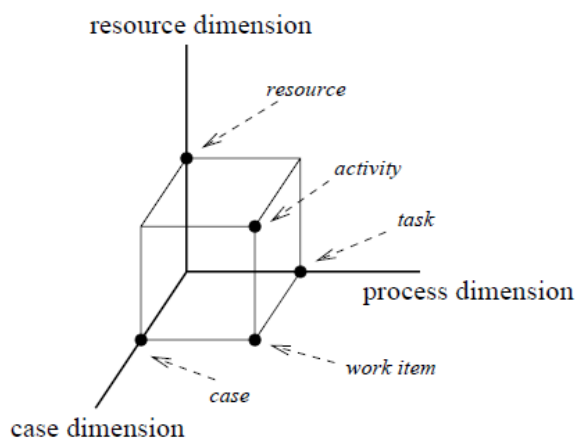 resource dimension
resource
activity
task
process dimension
work item
case
case dimension